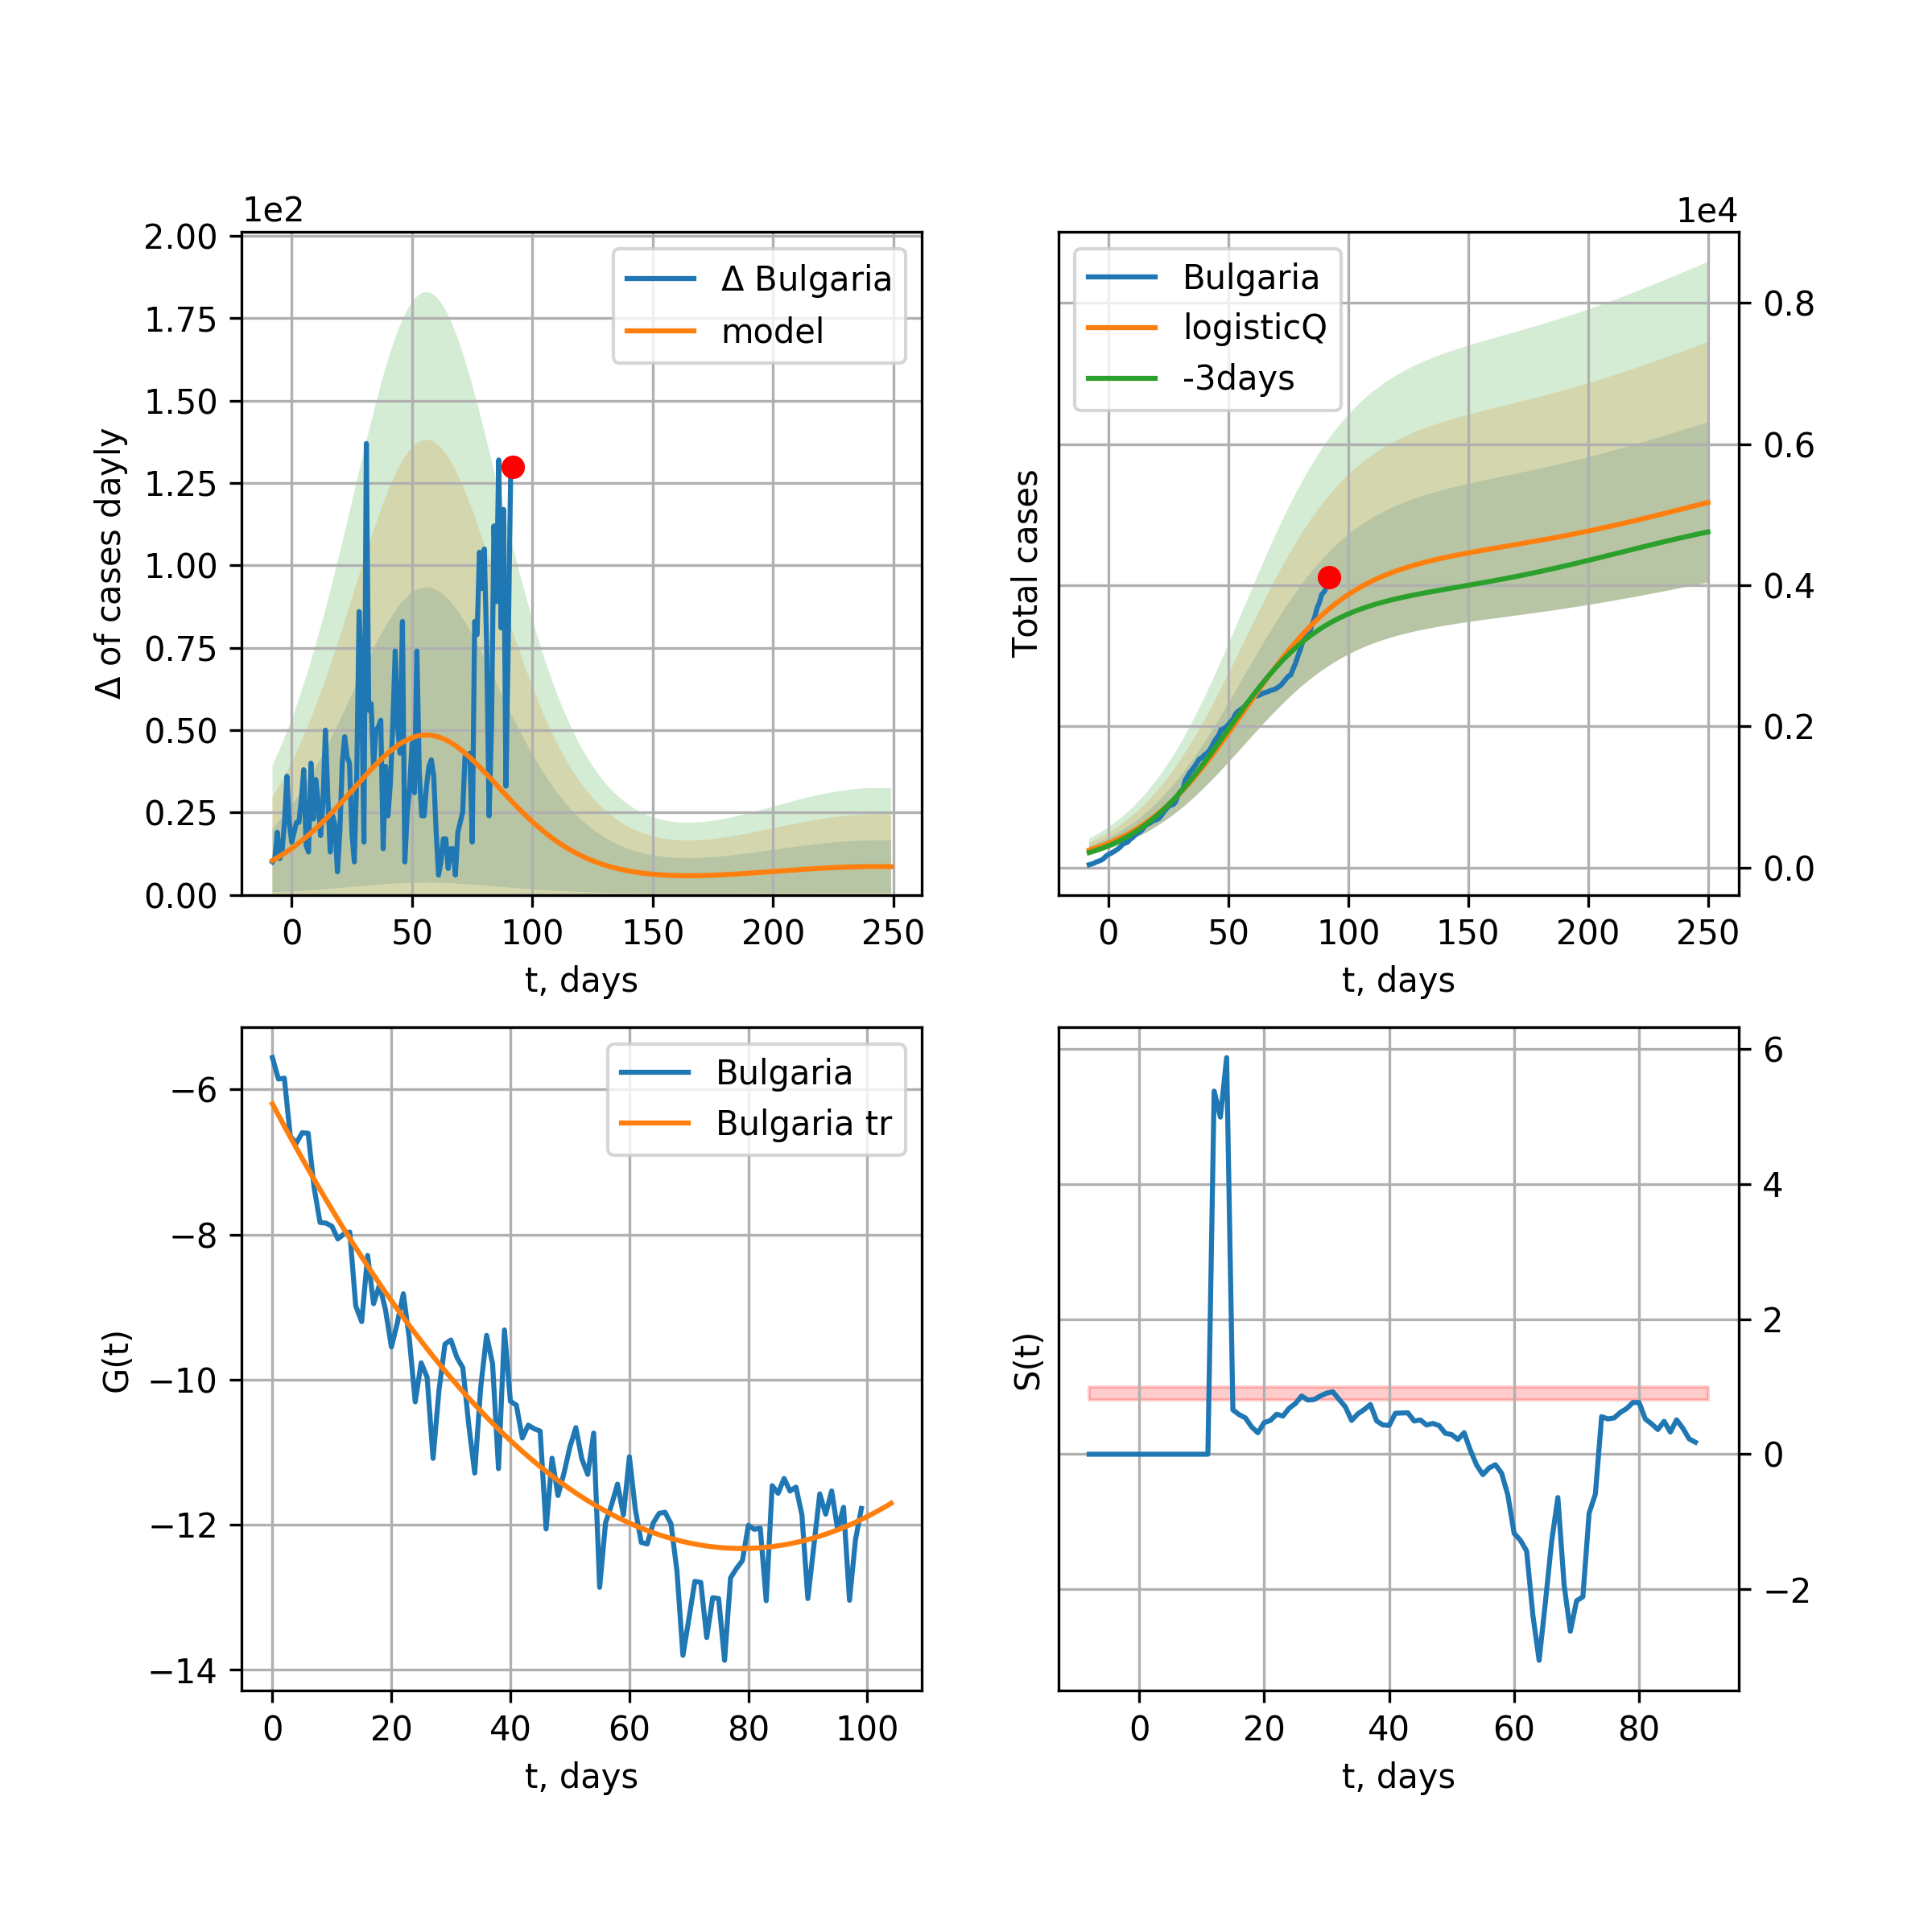 1e2
2.00
1.75
1.50
1.25
1.00
0.75
0.50
0.25
0.00
Δ of cases dayly
Δ Bulgaria
model
0 50 100 150 200 250
t, days
1e4
Bulgaria
logisticQ
-3days
Total cases
0.8
0.6
0.4
0.2
0.0
0 50 100 150 200 250
t, days
Bulgaria
Bulgaria tr
G(t)
−6
−8
−10
−12
−14
0 20 40 60 80 100
t, days
S(t)
6
4
2
0
−2
0 20 40 60 80
t, days